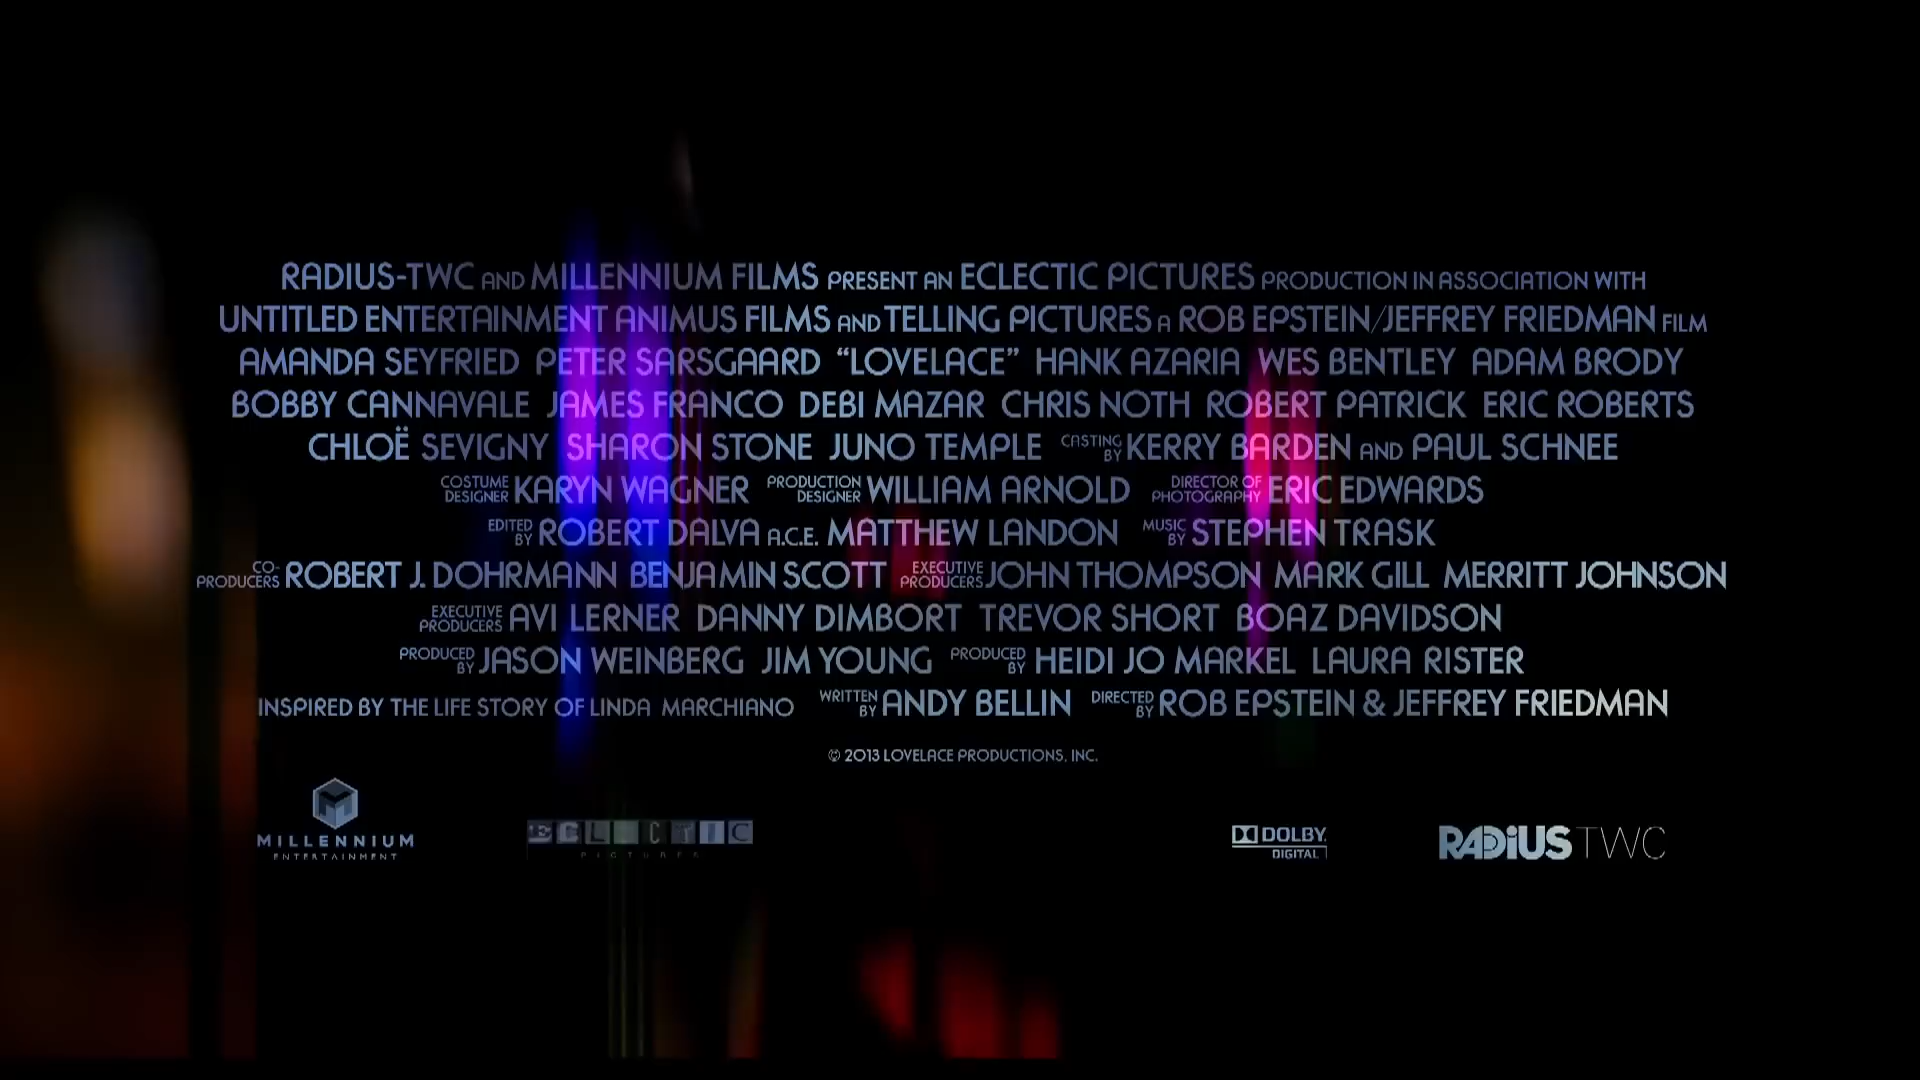 RADIUS-TWC AND MILLENNIUM FILMS PRESENT AN ECLECTIC PICTURES PRODUCTION IN ASSOCIATION WITH
UNTITLED ENTERTAINMENT ANIMUS FILMS AND TELLING PICTURES A ROB EPSTEIN/JEFFREY FRIEDMAN FILM
AMANDA SEYFRIED PETER SARSGAARD “LOVELACE” HANK AZARIA WES BENTLEY ADAM BRODY
BOBBY CANNAVALE JAMES FRANCO DEBI MAZAR CHRIS NOTH ROBERT PATRICK ERIC ROBERTS
CHLOË SEVIGNY SHARON STONE JUNO TEMPLE CASTING BY KERRY BARDEN AND PAUL SCHNEE
COSTUME DESIGNER KARYN WAGNER PRODUCTION DESIGNER WILLIAM ARNOLD DIRECTOR OF PHOTOGRAPHY ERIC EDWARDS
EDITED BY ROBERT DALVA A.C.E. MATTHEW LANDON MUSIC BY STEPHEN TRASK
CO-PRODUCERS ROBERT J. DOHRMANN BENJAMIN SCOTT EXECUTIVE PRODUCERS JOHN THOMPSON MARK GILL MERRITT JOHNSON
EXECUTIVE PRODUCERS AVI LERNER DANNY DIMBORT TREVOR SHORT BOAZ DAVIDSON
PRODUCED BY JASON WEINBERG JIM YOUNG PRODUCED BY HEIDI JO MARKEL LAURA RISTER
INSPIRED BY THE LIFE STORY OF LINDA MARCHIANO WRITTEN BY ANDY BELLIN DIRECTED BY ROB EPSTEIN & JEFFREY FRIEDMAN
© 2013 LOVELACE PRODUCTIONS, INC.
MILLENNIUM
ENTERTAINMENT
ECLECTIC
PICTURES
DOLBY
DIGITAL
RADiUS TWC